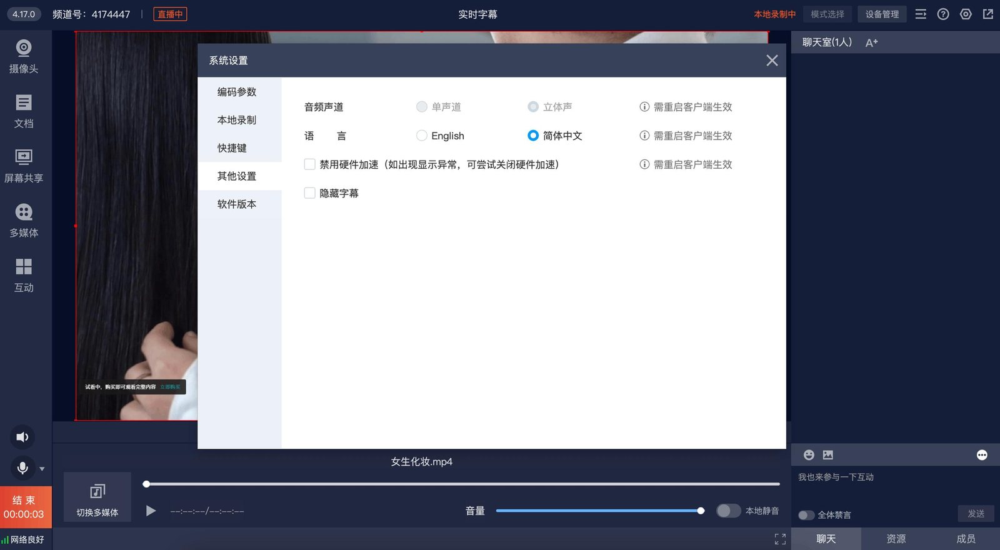 4.17.0 频道号：4174447 直播中 实时字幕 本地录制中 模式选择 设备管理
摄像头
文档
屏幕共享
多媒体
互动
系统设置
编码参数
本地录制
快捷键
其他设置
软件版本
音频声道 单声道 立体声 需重启客户端生效
语 言 English 简体中文 需重启客户端生效
禁用硬件加速（如出现显示异常，可尝试关闭硬件加速） 需重启客户端生效
隐藏字幕
试看中，购买即可观看完整内容 立即购买
聊天室(1人) A+
女生化妆.mp4
切换多媒体
--:--:--/--:--:--
音量
本地静音
结 束
00:00:03
网络良好
我也来参与一下互动
全体禁言
发送
聊天 资源 成员